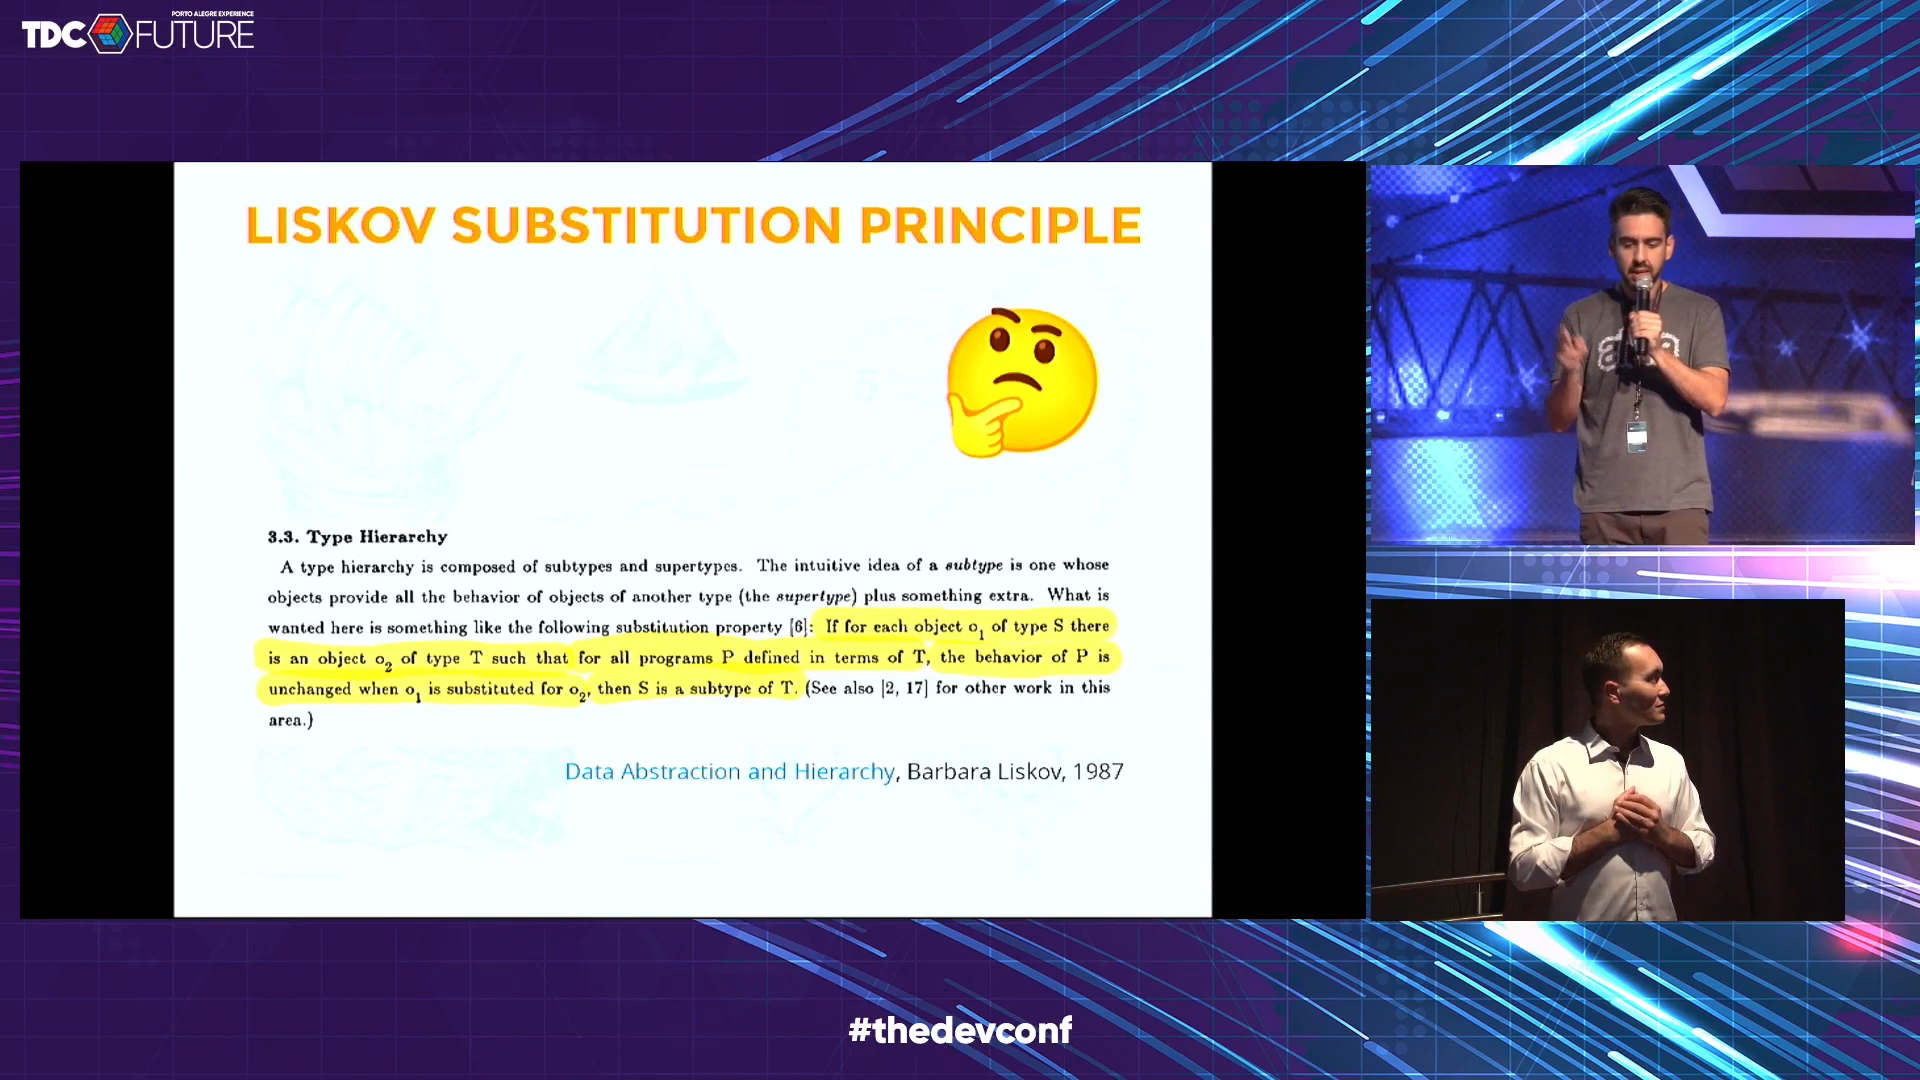 PORTO ALEGRE EXPERIENCE
TDC FUTURE
LISKOV SUBSTITUTION PRINCIPLE
3.3. Type Hierarchy
A type hierarchy is composed of subtypes and supertypes. The intuitive idea of a subtype is one whose
objects provide all the behavior of objects of another type (the supertype) plus something extra. What is
wanted here is something like the following substitution property [6]: If for each object o1 of type S there
is an object o2 of type T such that for all programs P defined in terms of T, the behavior of P is
unchanged when o1 is substituted for o2, then S is a subtype of T. (See also [2, 17] for other work in this
area.)
Data Abstraction and Hierarchy, Barbara Liskov, 1987
#thedevconf